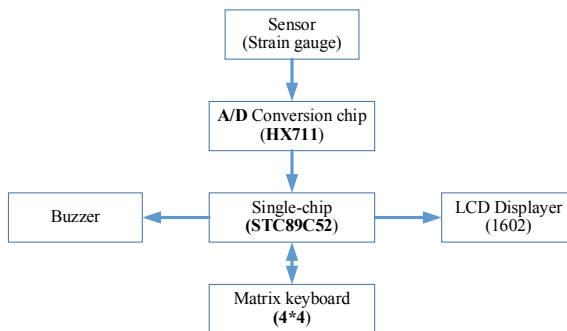 Sensor
(Strain gauge)
A/D Conversion chip
(HX711)
Buzzer
Single-chip
(STC89C52)
LCD Displayer
(1602)
Matrix keyboard
(4*4)